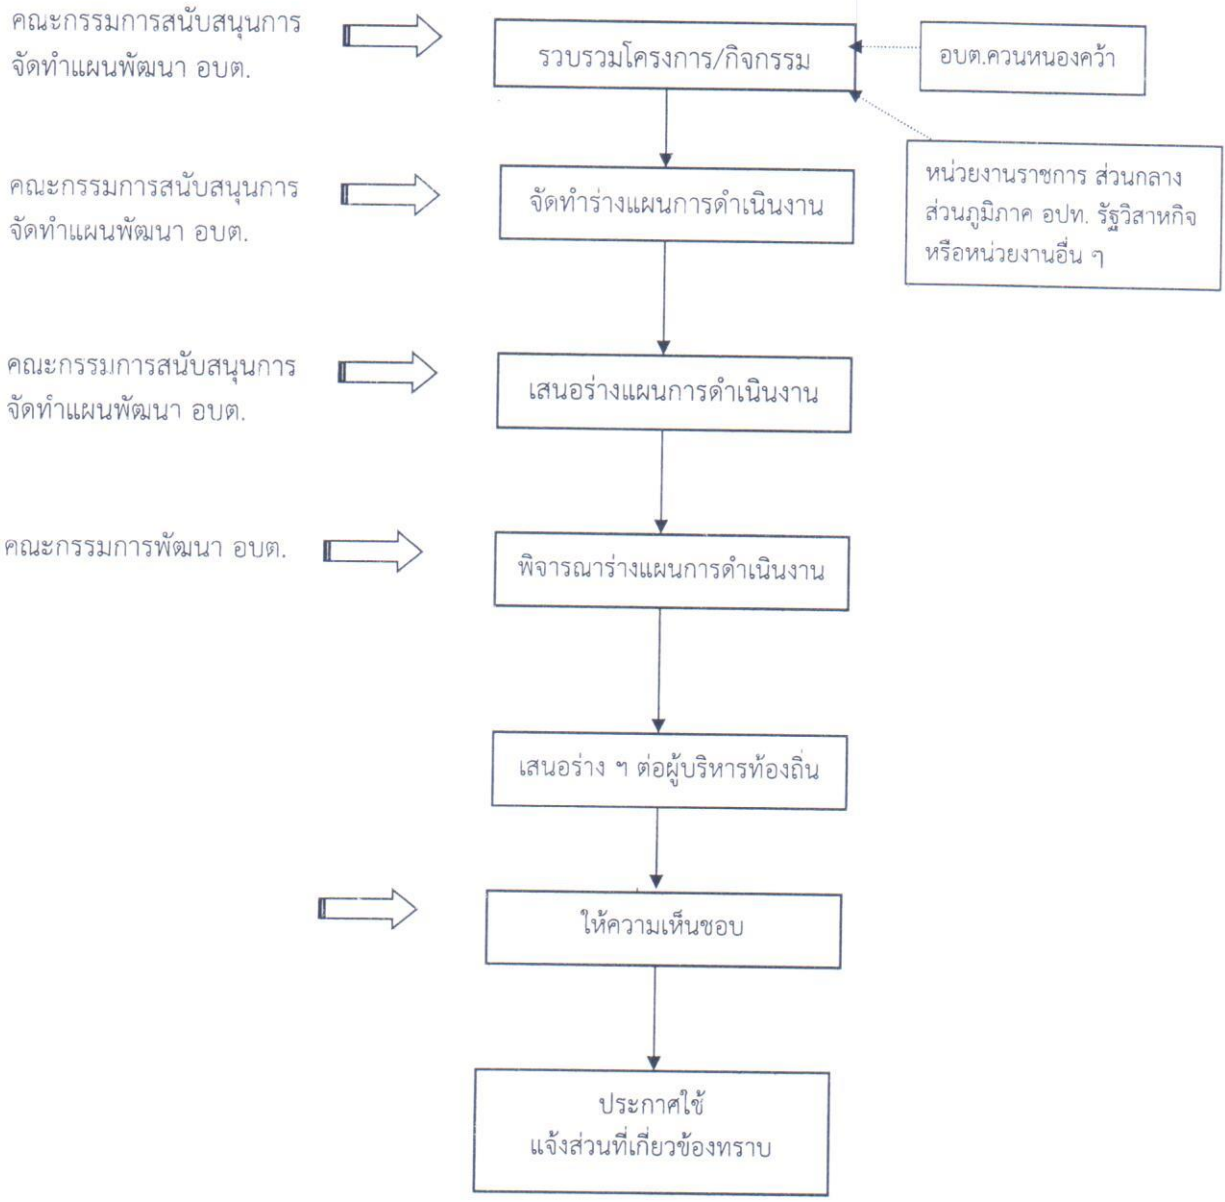 คณะกรรมการสนับสนุนการ
จัดทำแผนพัฒนา อบต.
รวบรวมโครงการ/กิจกรรม
อบต.ควนหนองคว้า
หน่วยงานราชการ ส่วนกลาง
ส่วนภูมิภาค อปท. รัฐวิสาหกิจ
หรือหน่วยงานอื่น ๆ
คณะกรรมการสนับสนุนการ
จัดทำแผนพัฒนา อบต.
จัดทำร่างแผนการดำเนินงาน
คณะกรรมการสนับสนุนการ
จัดทำแผนพัฒนา อบต.
เสนอร่างแผนการดำเนินงาน
คณะกรรมการพัฒนา อบต.
พิจารณาร่างแผนการดำเนินงาน
เสนอร่าง ฯ ต่อผู้บริหารท้องถิ่น
ให้ความเห็นชอบ
ประกาศใช้
แจ้งส่วนที่เกี่ยวข้องทราบ